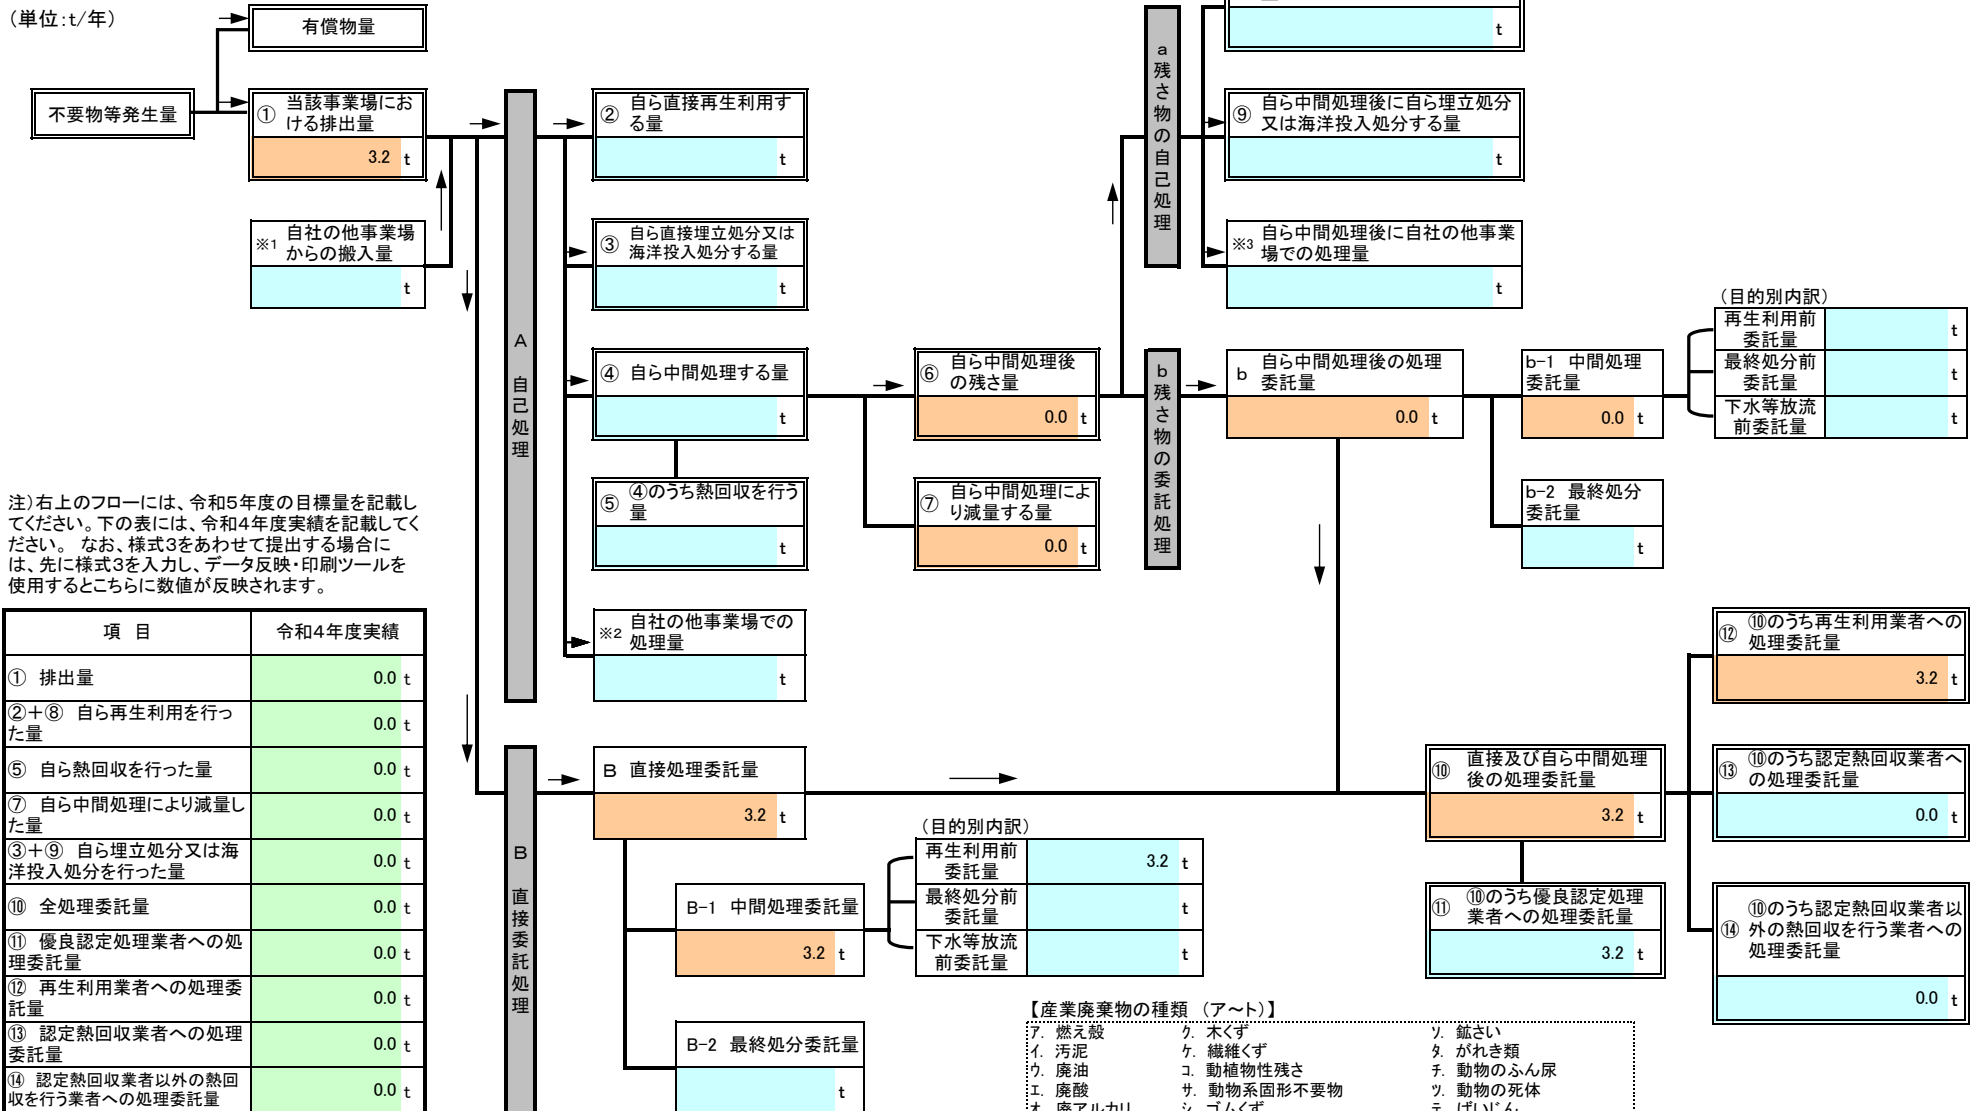 （単位:t/年）
有償物量
不要物等発生量
① 当該事業場にお
ける排出量
3.2 t
※1 自社の他事業場
からの搬入量
t
A 自己処理
② 自ら直接再生利用す
る量
t
③ 自ら直接埋立処分又は
海洋投入処分する量
t
④ 自ら中間処理する量
t
⑤ ④のうち熱回収を行う
量
t
※2 自社の他事業場での
処理量
t
⑥ 自ら中間処理後
の残さ量
0.0 t
⑦ 自ら中間処理によ
り減量する量
0.0 t
a 残さ物の自己処理
t
⑨ 自ら中間処理後に自ら埋立処分
又は海洋投入処分する量
t
※3 自ら中間処理後に自社の他事業
場での処理量
t
b 残さ物の委託処理
b 自ら中間処理後の処理
委託量
0.0 t
b-1 中間処理
委託量
0.0 t
b-2 最終処分
委託量
t
（目的別内訳）
再生利用前
委託量
t
最終処分前
委託量
t
下水等放流
前委託量
t
注）右上のフローには、令和5年度の目標量を記載し
てください。下の表には、令和4年度実績を記載してく
ださい。 なお、様式3をあわせて提出する場合に
は、先に様式3を入力し、データ反映・印刷ツールを
使用するとこちらに数値が反映されます。
項 目 令和4年度実績
① 排出量 0.0 t
②＋⑧ 自ら再生利用を行っ
た量 0.0 t
⑤ 自ら熱回収を行った量 0.0 t
⑦ 自ら中間処理により減量し
た量 0.0 t
③＋⑨ 自ら埋立処分又は海
洋投入処分を行った量 0.0 t
⑩ 全処理委託量 0.0 t
⑪ 優良認定処理業者への処
理委託量 0.0 t
⑫ 再生利用業者への処理委
託量 0.0 t
⑬ 認定熱回収業者への処理
委託量 0.0 t
⑭ 認定熱回収業者以外の熱回
収を行う業者への処理委託量 0.0 t
B 直接委託処理
B 直接処理委託量
3.2 t
B-1 中間処理委託量
3.2 t
B-2 最終処分委託量
t
（目的別内訳）
再生利用前
委託量
3.2 t
最終処分前
委託量
t
下水等放流
前委託量
t
⑩ 直接及び自ら中間処理
後の処理委託量
3.2 t
⑪ ⑩のうち優良認定処理
業者への処理委託量
3.2 t
⑫ ⑩のうち再生利用業者への
処理委託量
3.2 t
⑬ ⑩のうち認定熱回収業者へ
の処理委託量
0.0 t
⑭ ⑩のうち認定熱回収業者以
外の熱回収を行う業者への
処理委託量
0.0 t
【産業廃棄物の種類 （ア～ト）】
ア. 燃え殻 ク. 木くず ソ. 鉱さい
イ. 汚泥 ケ. 繊維くず タ. がれき類
ウ. 廃油 コ. 動植物性残さ チ. 動物のふん尿
エ. 廃酸 サ. 動物系固形不要物 ツ. 動物の死体
オ. 廃アルカリ シ. ゴムくず テ. ばいじん